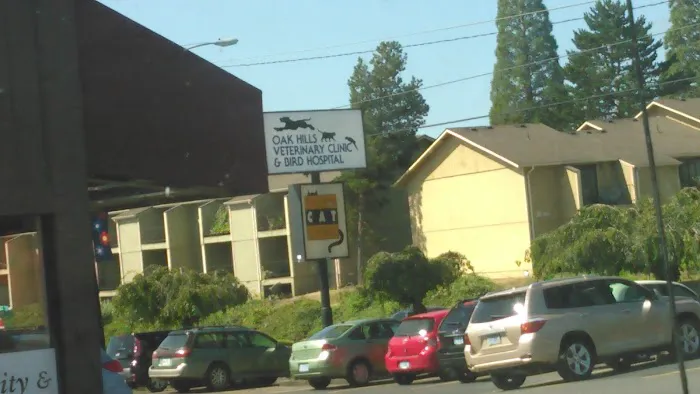 OAK HILLS
VETERINARY CLINIC
& BIRD HOSPITAL
CAT
ity &